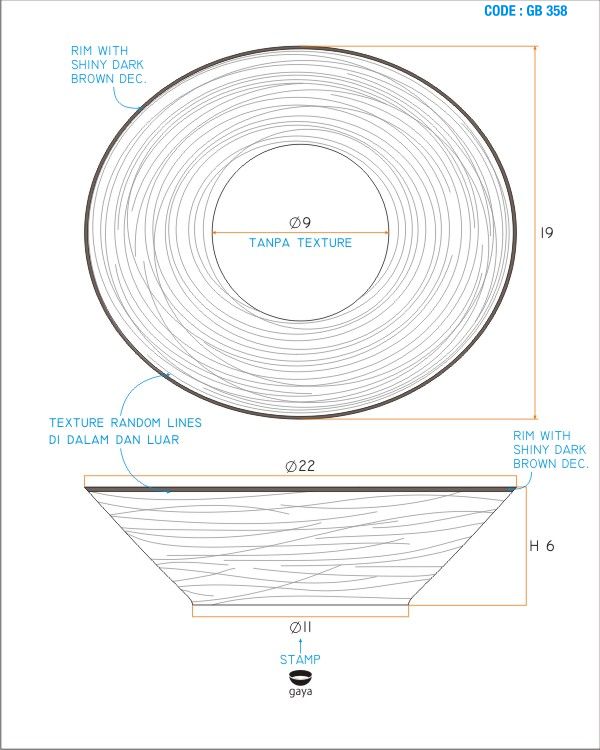 CODE : GB 358
RIM WITH
SHINY DARK
BROWN DEC.
Ø9
TANPA TEXTURE
19
TEXTURE RANDOM LINES
DI DALAM DAN LUAR
RIM WITH
SHINY DARK
BROWN DEC.
Ø22
H 6
Ø11
STAMP
gaya